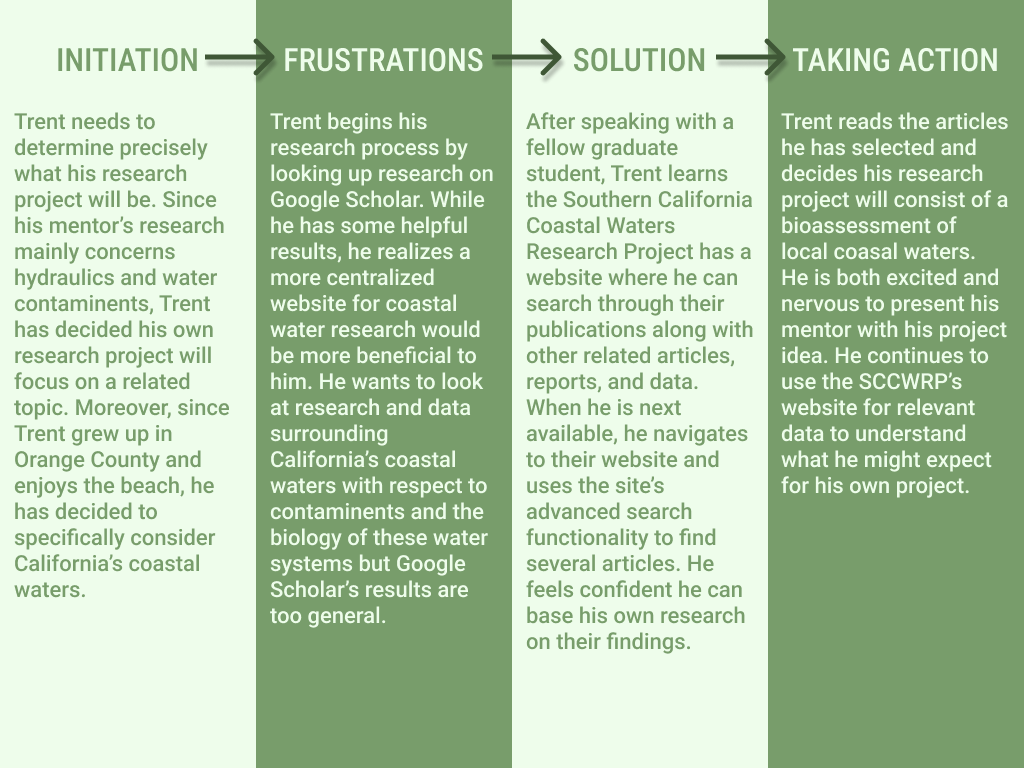 INITIATION
Trent needs to
determine precisely
what his research
project will be. Since
his mentor's research
mainly concerns
hydraulics and water
contaminents, Trent
has decided his own
research project will
focus on a related
topic. Moreover, since
Trent grew up in
Orange County and
enjoys the beach, he
has decided to
specifically consider
California's coastal
waters.
FRUSTRATIONS
Trent begins his
research process by
looking up research on
Google Scholar. While
he has some helpful
results, he realizes a
more centralized
website for coastal
water research would
be more beneficial to
him. He wants to look
at research and data
surrounding
California's coastal
waters with respect to
contaminents and the
biology of these water
systems but Google
Scholar's results are
too general.
SOLUTION
After speaking with a
fellow graduate
student, Trent learns
the Southern California
Coastal Waters
Research Project has a
website where he can
search through their
publications along with
other related articles,
reports, and data.
When he is next
available, he navigates
to their website and
uses the site's
advanced search
functionality to find
several articles. He
feels confident he can
base his own research
on their findings.
TAKING ACTION
Trent reads the articles
he has selected and
decides his research
project will consist of a
bioassessment of
local coasal waters.
He is both excited and
nervous to present his
mentor with his project
idea. He continues to
use the SCCWRP's
website for relevant
data to understand
what he might expect
for his own project.